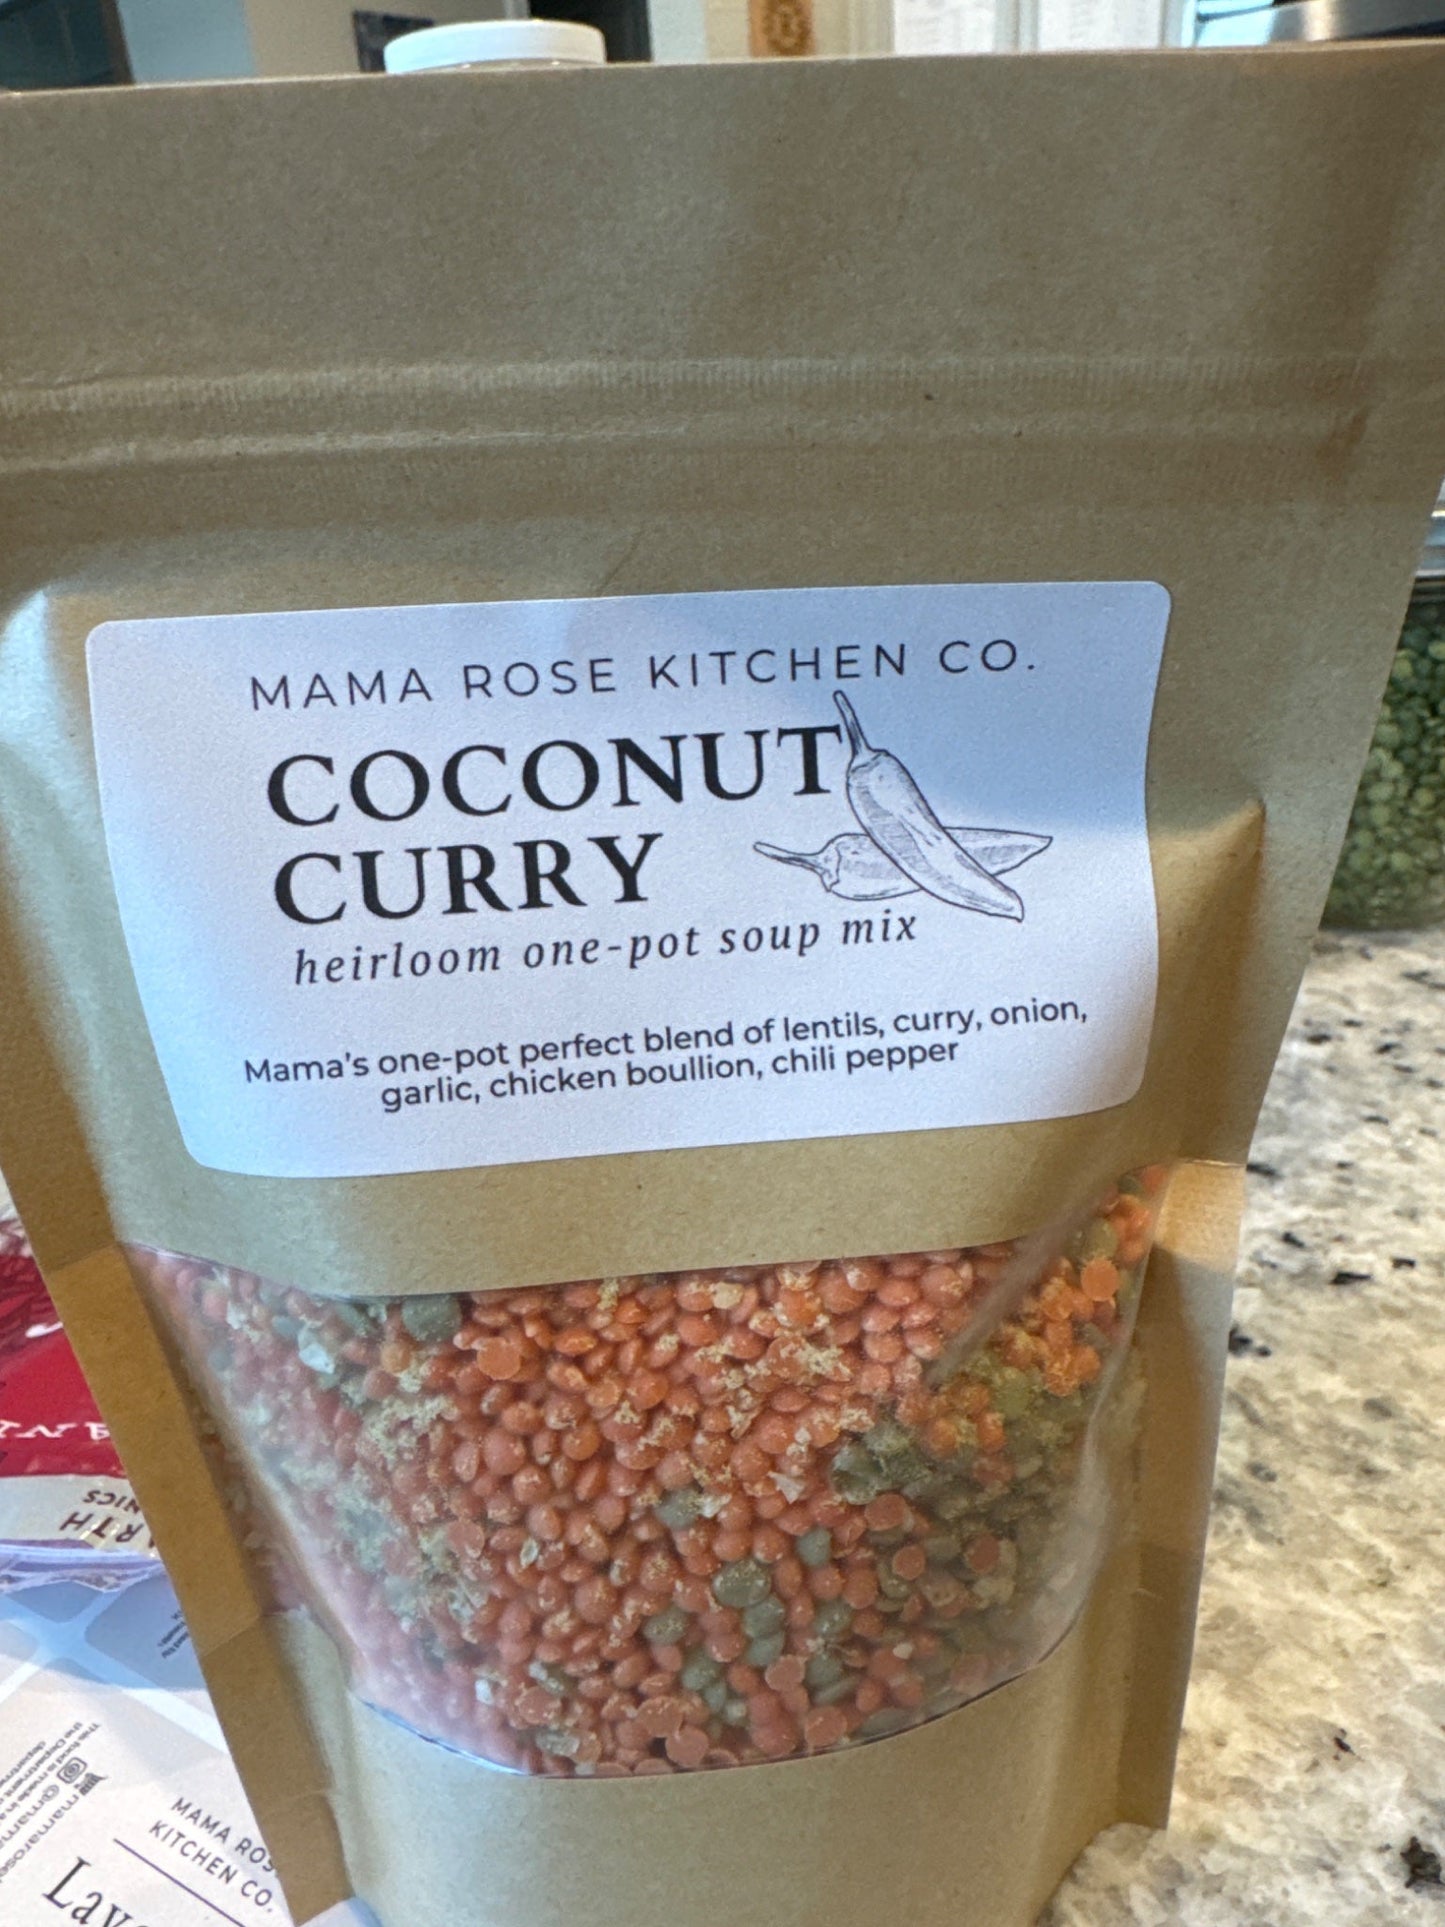 MAMA ROSE KITCHEN CO.
COCONUT
CURRY
heirloom one-pot soup mix
Mama's one-pot perfect blend of lentils, curry, onion,
garlic, chicken boullion, chili pepper
MAMA ROS
KITCHEN CO.